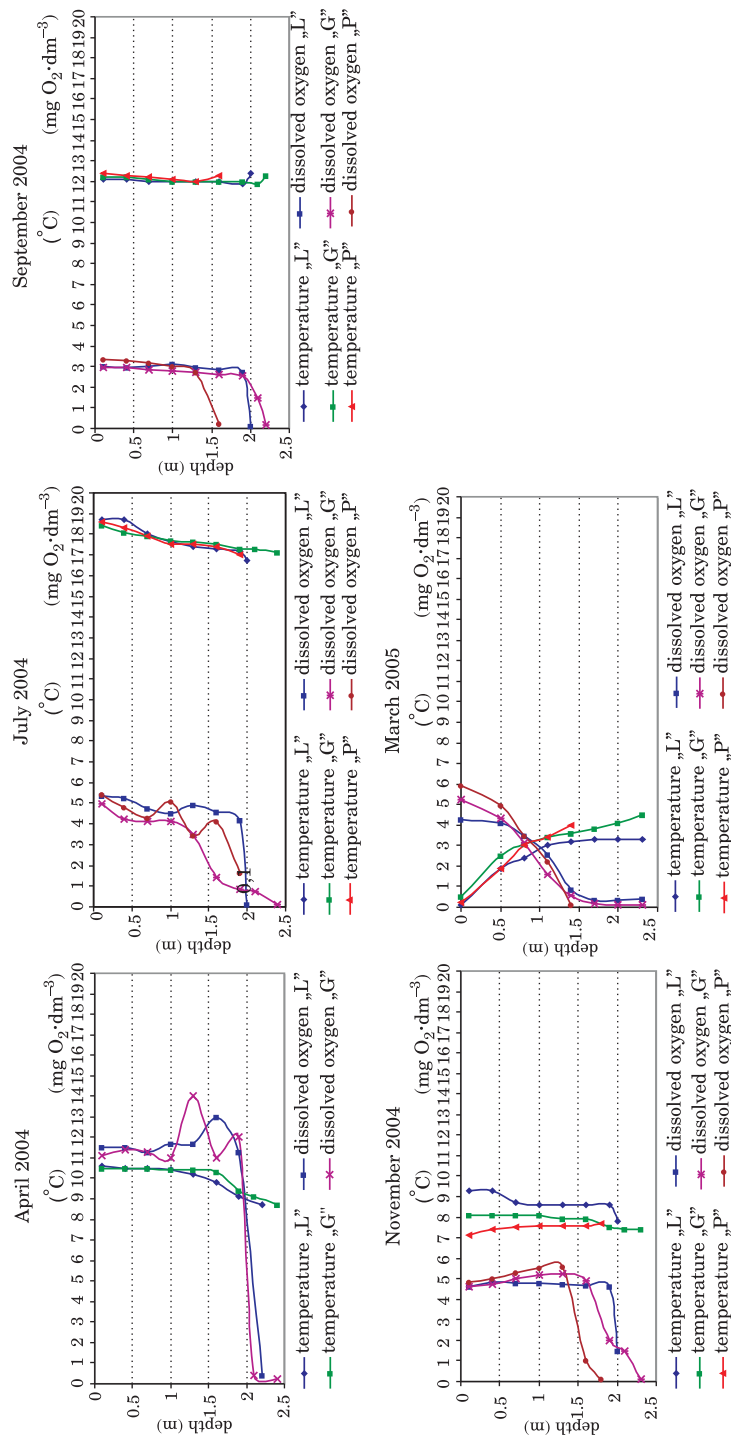 April 2004
(°C) (mg O₂·dm⁻³)
0 1 2 3 4 5 6 7 8 9 10 11 12 13 14 15 16 17 18 19 20
0
0.5
1
1.5
2
2.5
depth (m)
temperature „L” dissolved oxygen „L”
temperature „G" dissolved oxygen „G”
July 2004
(°C) (mg O₂·dm⁻³)
0 1 2 3 4 5 6 7 8 9 10 11 12 13 14 15 16 17 18 19 20
0
0.5
1
1.5
2
2.5
depth (m)
temperature „L” dissolved oxygen „L”
temperature „G” dissolved oxygen „G”
temperature „P” dissolved oxygen „P”
September 2004
(°C) (mg O₂·dm⁻³)
0 1 2 3 4 5 6 7 8 9 10 11 12 13 14 15 16 17 18 19 20
0
0.5
1
1.5
2
2.5
depth (m)
temperature „L” dissolved oxygen „L”
temperature „G” dissolved oxygen „G”
temperature „P” dissolved oxygen „P”
November 2004
(°C) (mg O₂·dm⁻³)
0 1 2 3 4 5 6 7 8 9 10 11 12 13 14 15 16 17 18 19 20
0
0.5
1
1.5
2
2.5
depth (m)
temperature „L” dissolved oxygen „L”
temperature „G” dissolved oxygen „G”
temperature „P” dissolved oxygen „P”
March 2005
(°C) (mg O₂·dm⁻³)
0 1 2 3 4 5 6 7 8 9 10 11 12 13 14 15 16 17 18 19 20
0
0.5
1
1.5
2
2.5
depth (m)
temperature „L” dissolved oxygen „L”
temperature „G” dissolved oxygen „G”
temperature „P” dissolved oxygen „P”